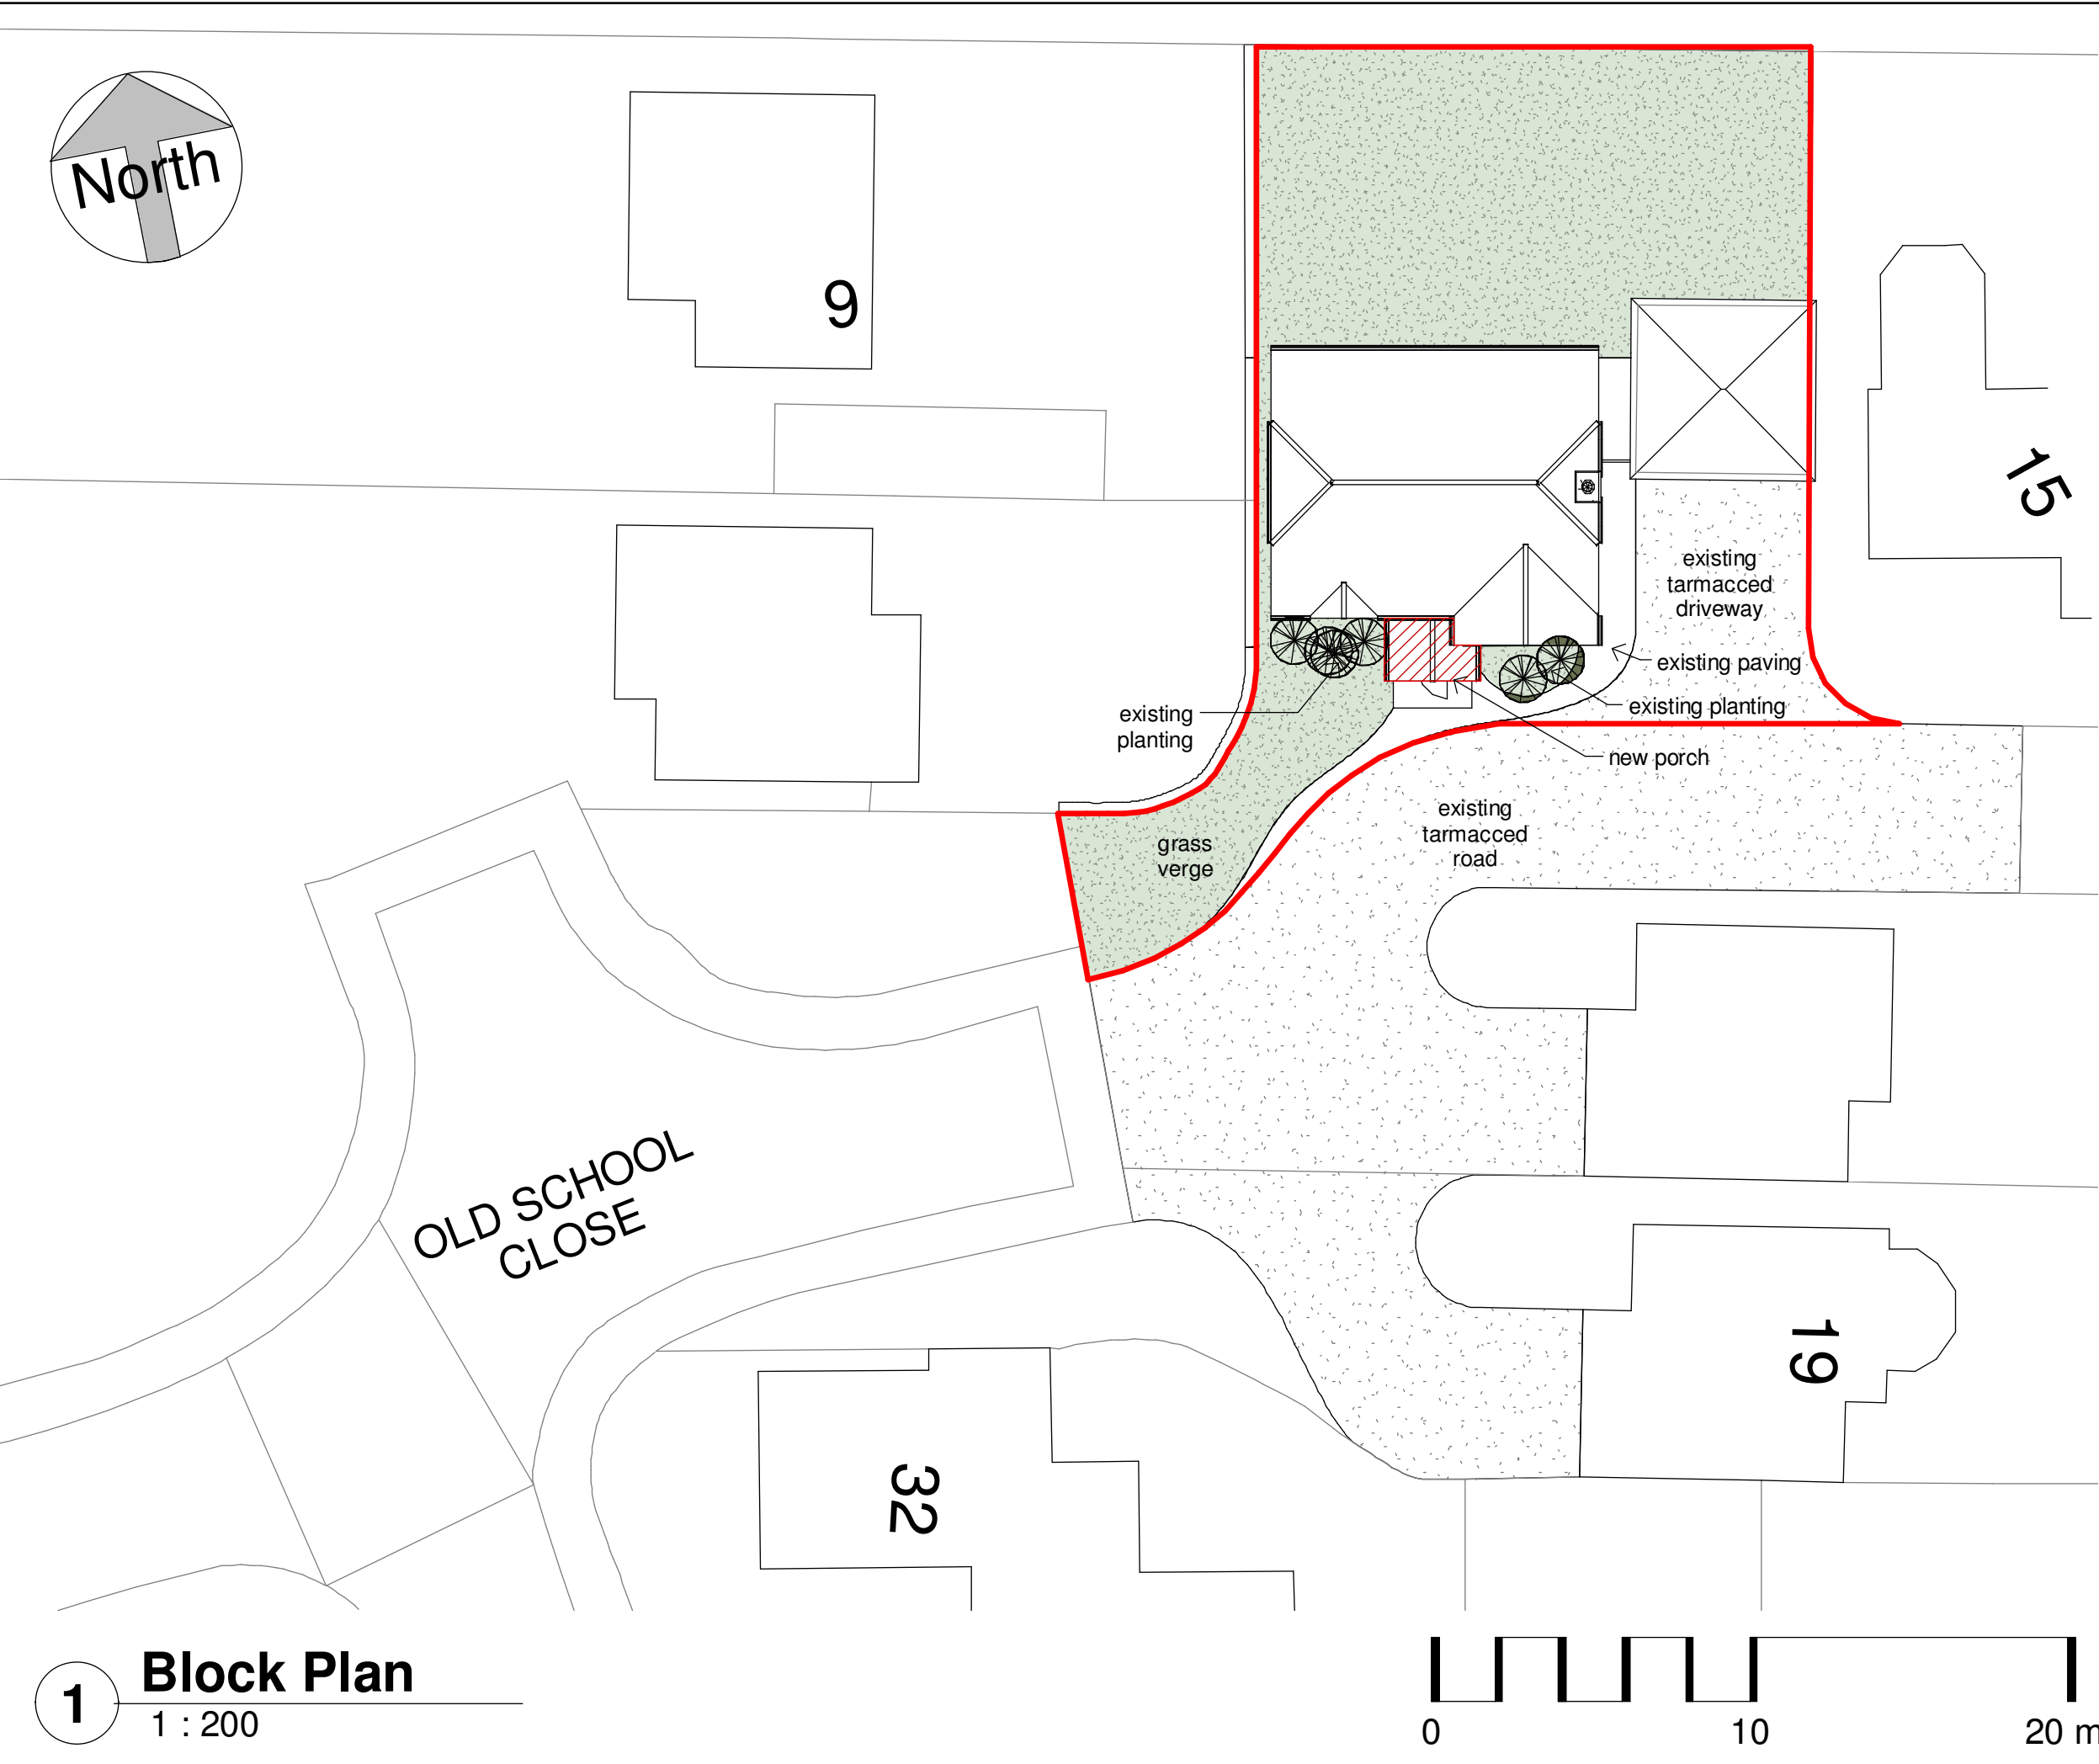 North
9
15
existing
tarmacced
driveway
existing paving
existing planting
existing
planting
new porch
existing
tarmacced
road
grass
verge
OLD SCHOOL
CLOSE
19
32
1
Block Plan
1 : 200
0
10
20 m